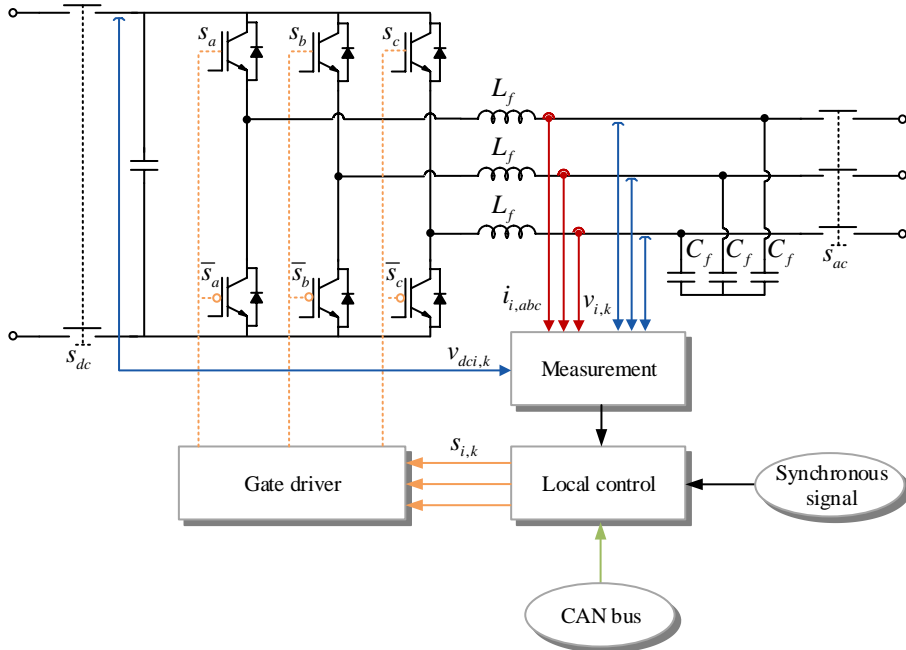 s_a
s_b
s_c
L_f
L_f
L_f
s̄_a
s̄_b
s̄_c
C_f
C_f
C_f
s_ac
i_i,abc
v_i,k
s_dc
v_dci,k
Measurement
s_i,k
Gate driver
Local control
Synchronous
signal
CAN bus